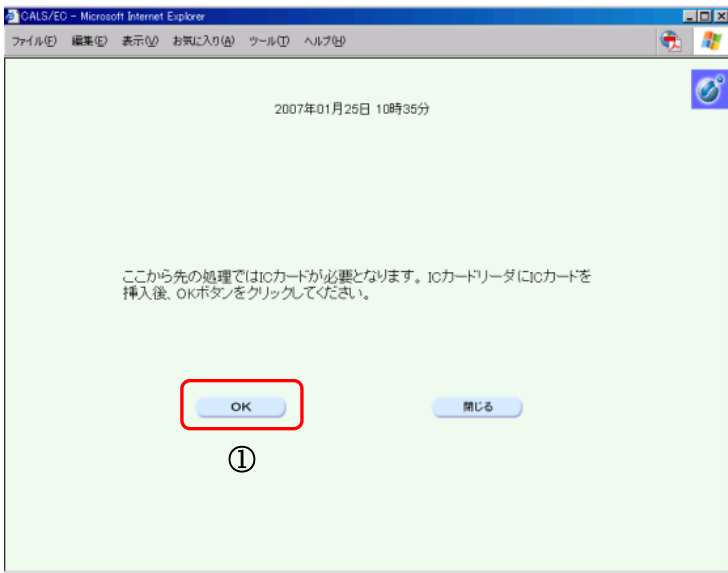 CALS/EC - Microsoft Internet Explorer
ファイル(F) 編集(E) 表示(V) お気に入り(A) ツール(T) ヘルプ(H)
2007年01月25日 10時35分
ここから先の処理ではICカードが必要となります。ICカードリーダにICカードを
挿入後、OKボタンをクリックしてください。
OK 閉じる
①